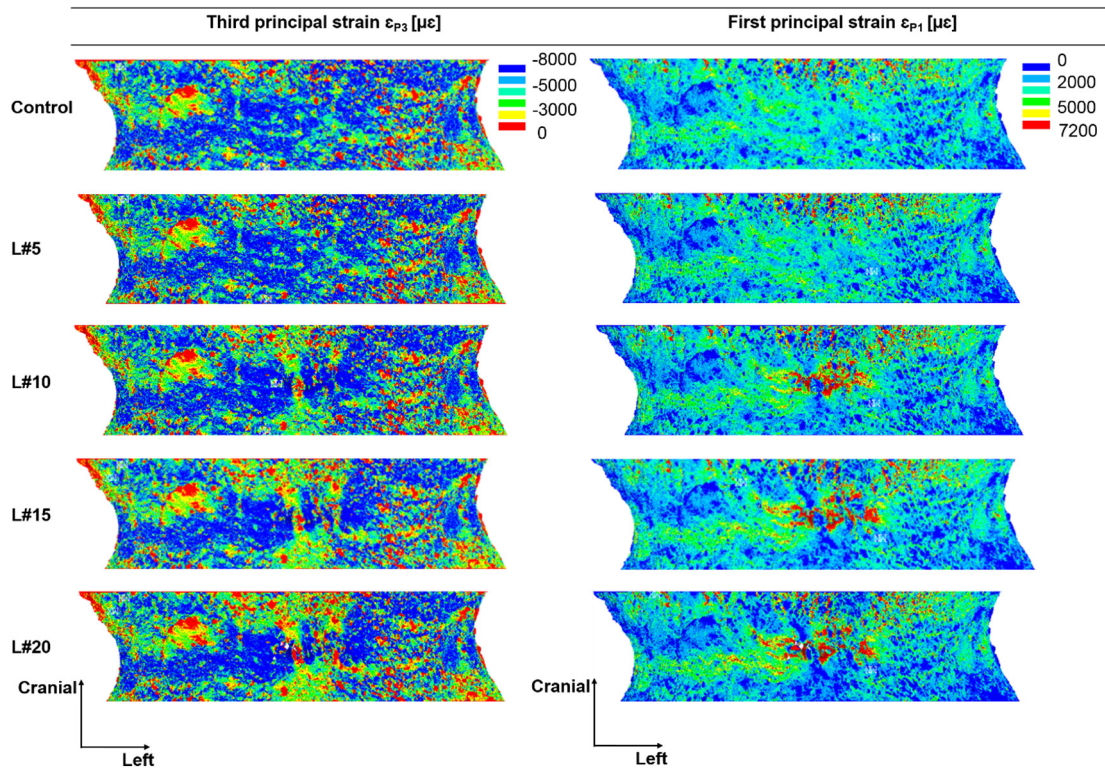 Third principal strain εP3 [µε]
First principal strain εP1 [µε]
Control
-8000
-5000
-3000
0
0
2000
5000
7200
L#5
L#10
L#15
L#20
Cranial
Left
Cranial
Left